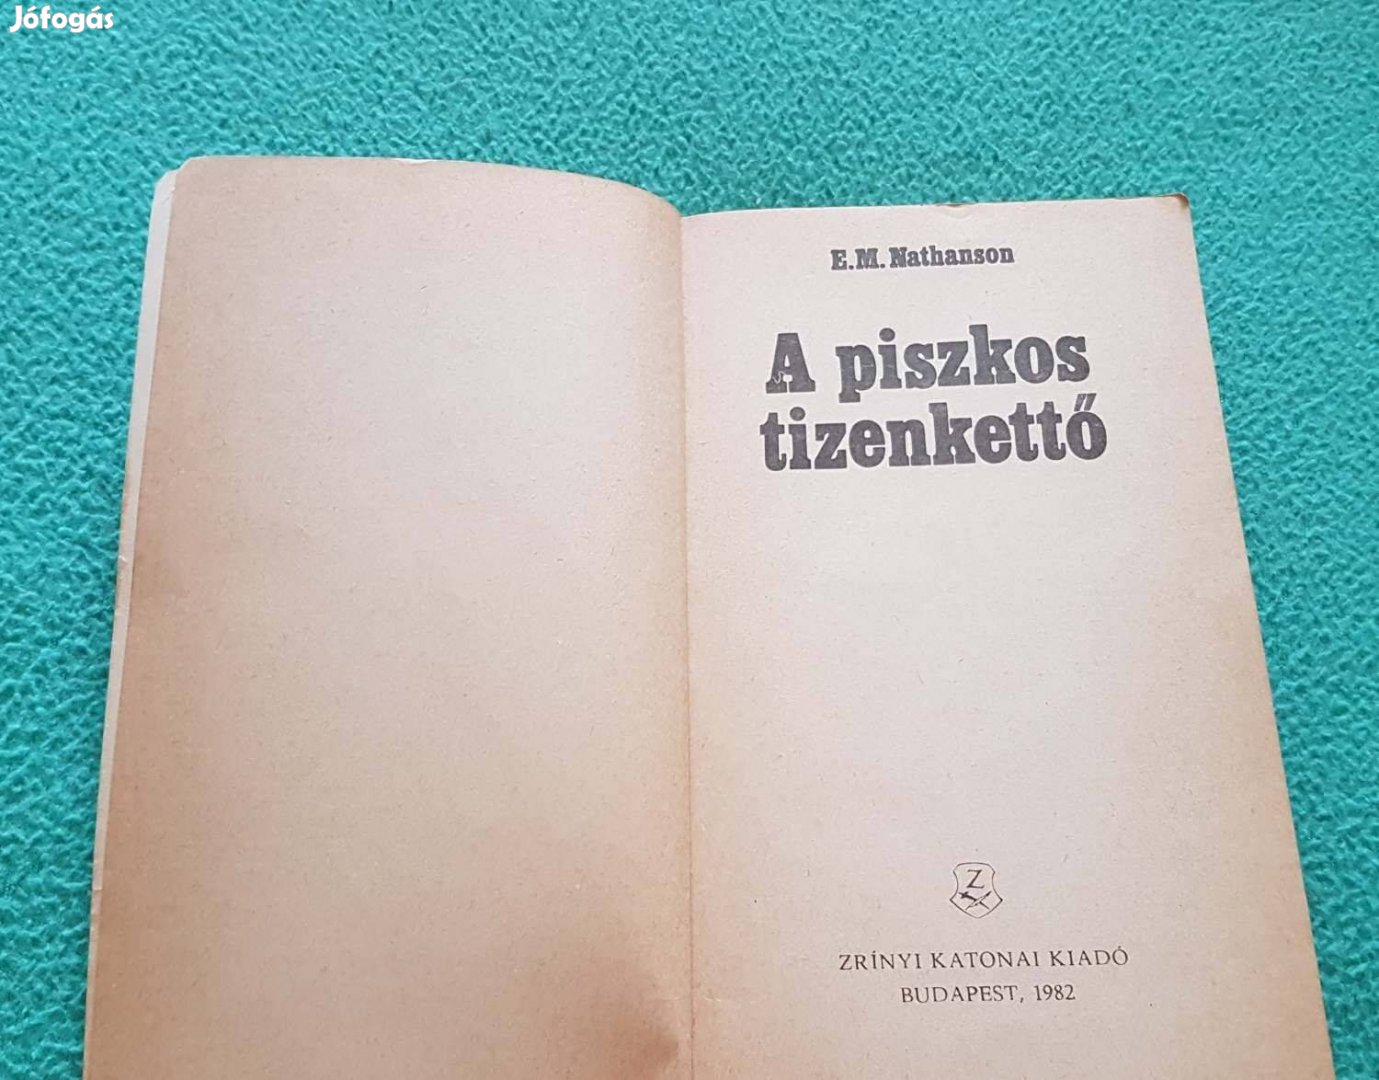 Jófogás
E.M. Nathanson
A piszkos
tizenkettő
Z
ZRÍNYI KATONAI KIADÓ
BUDAPEST, 1982